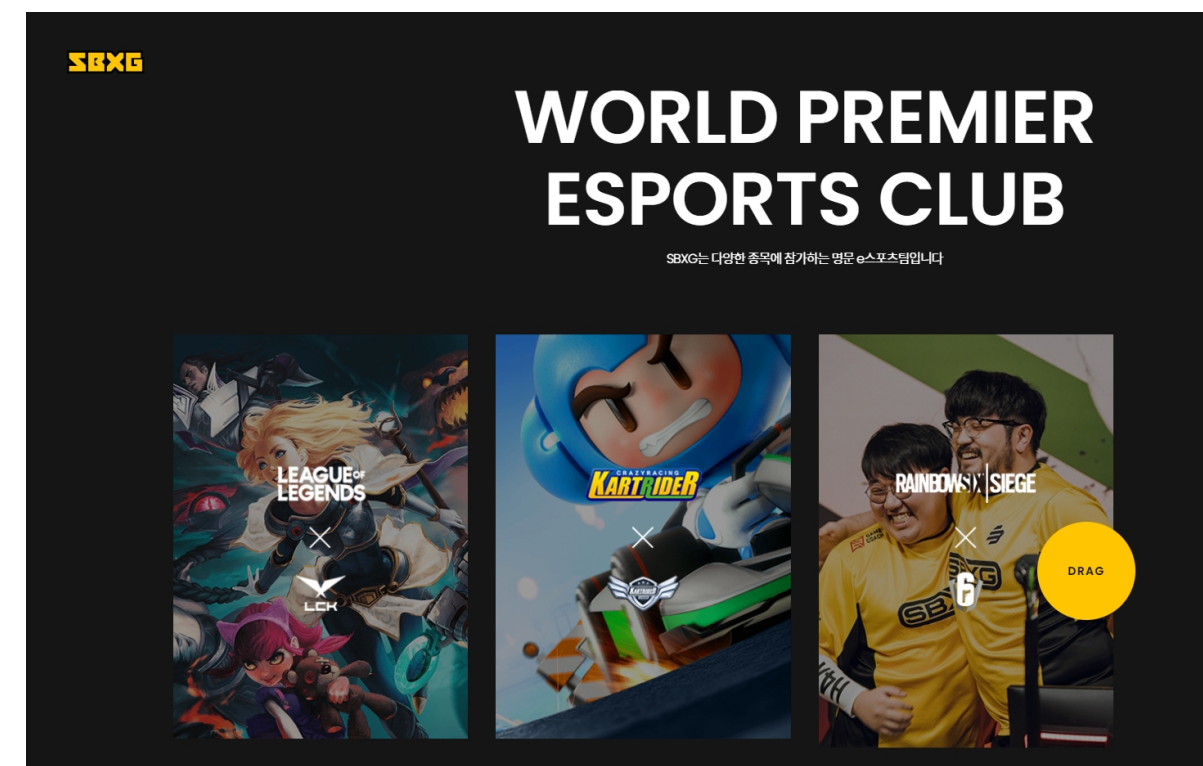 SBXG
WORLD PREMIER
ESPORTS CLUB
SBXG는 다양한 종목에 참가하는 명문 e스포츠팀입니다
LEAGUE OF
LEGENDS
LCK
CRAZYRACING
KARTRIDER
KARTRIDER
RAINBOWSIX SIEGE
SBXG
DRAG